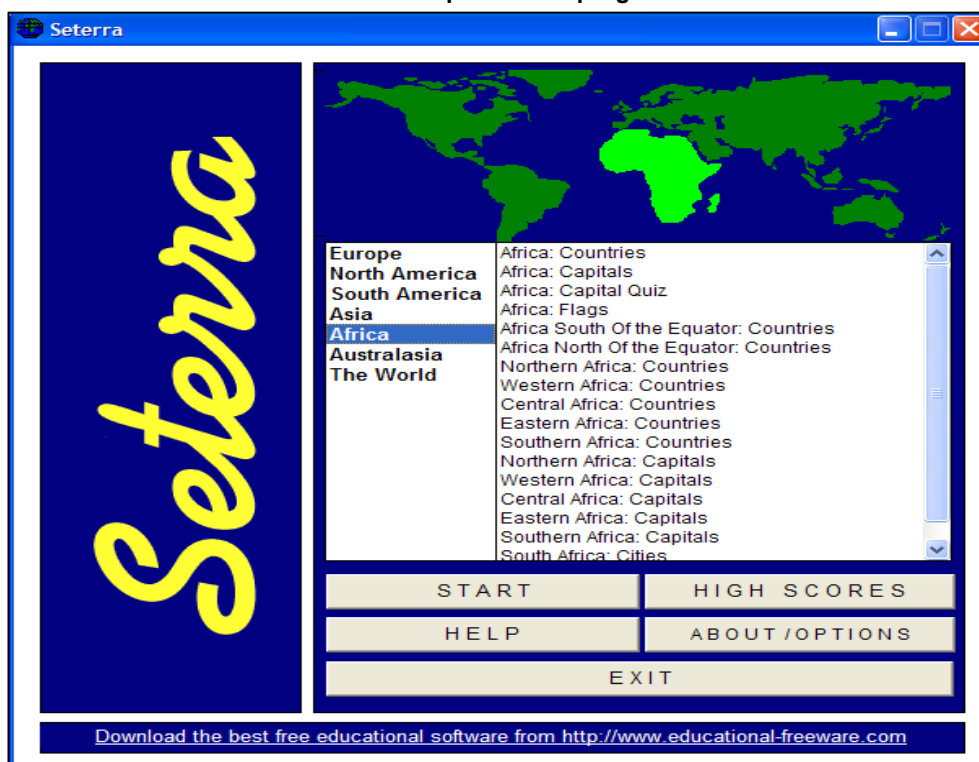 Seterra
Seterra
Europe
North America
South America
Asia
Africa
Australasia
The World
Africa: Countries
Africa: Capitals
Africa: Capital Quiz
Africa: Flags
Africa South Of the Equator: Countries
Africa North Of the Equator: Countries
Northern Africa: Countries
Western Africa: Countries
Central Africa: Countries
Eastern Africa: Countries
Southern Africa: Countries
Northern Africa: Capitals
Western Africa: Capitals
Central Africa: Capitals
Eastern Africa: Capitals
Southern Africa: Capitals
South Africa: Cities
START
HIGH SCORES
HELP
ABOUT/OPTIONS
EXIT
Download the best free educational software from http://www.educational-freeware.com